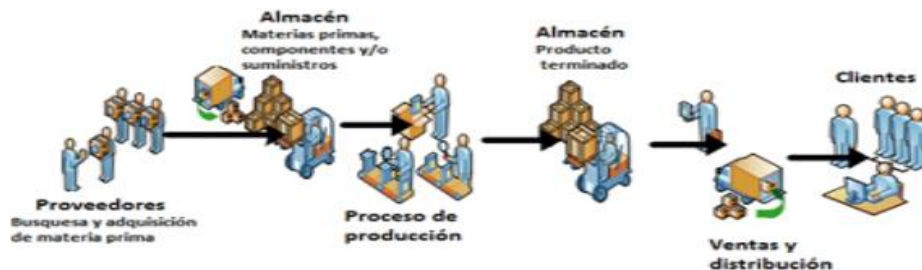 Almacén
Materias primas,
componentes y/o
suministros
Almacén
Producto
terminado
Clientes
Proveedores
Busquesa y adquisición
de materia prima
Proceso de
producción
Ventas y
distribución